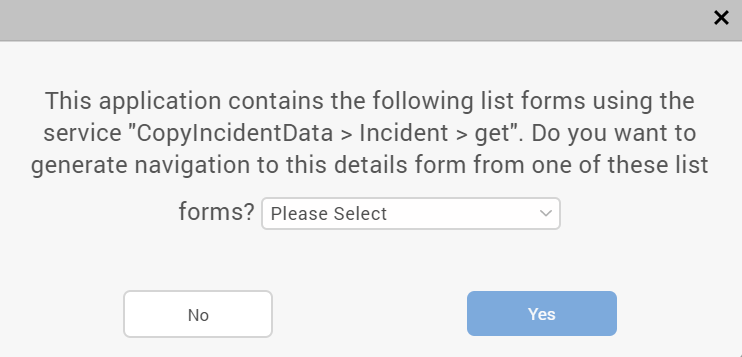 This application contains the following list forms using the
service "CopyIncidentData > Incident > get". Do you want to
generate navigation to this details form from one of these list
forms? Please Select
No Yes